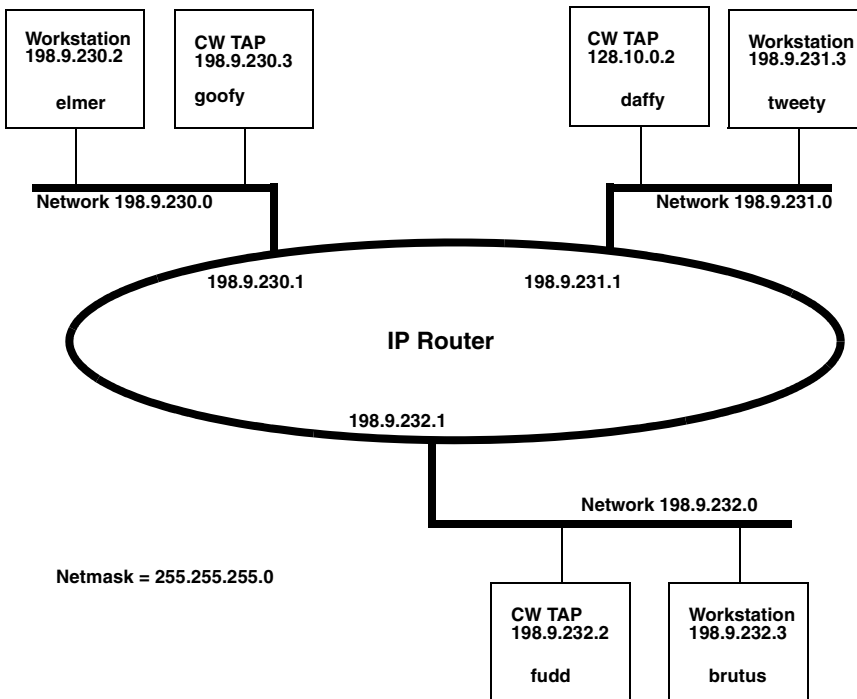 Workstation
198.9.230.2
elmer
CW TAP
198.9.230.3
goofy
CW TAP
128.10.0.2
daffy
Workstation
198.9.231.3
tweety
Network 198.9.230.0
Network 198.9.231.0
198.9.230.1
198.9.231.1
IP Router
198.9.232.1
Network 198.9.232.0
Netmask = 255.255.255.0
CW TAP
198.9.232.2
fudd
Workstation
198.9.232.3
brutus